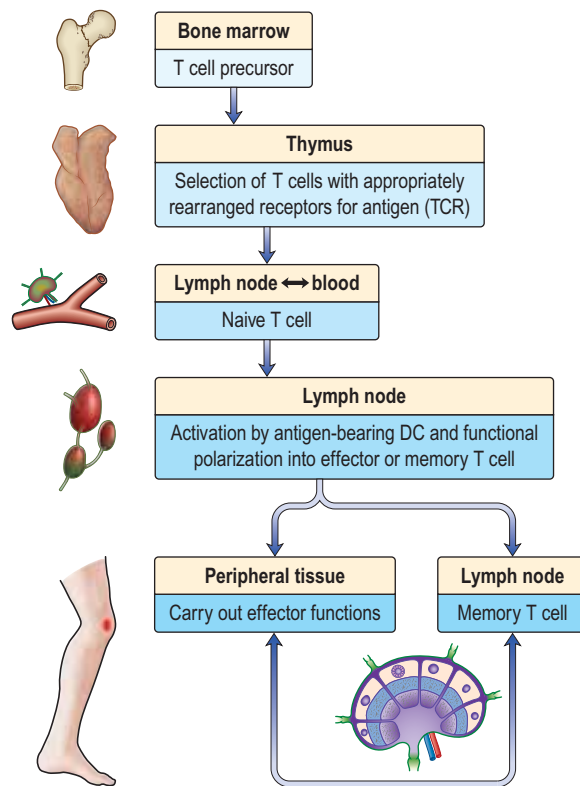 Bone marrow
T cell precursor
Thymus
Selection of T cells with appropriately
rearranged receptors for antigen (TCR)
Lymph node ↔ blood
Naive T cell
Lymph node
Activation by antigen-bearing DC and functional
polarization into effector or memory T cell
Peripheral tissue
Carry out effector functions
Lymph node
Memory T cell